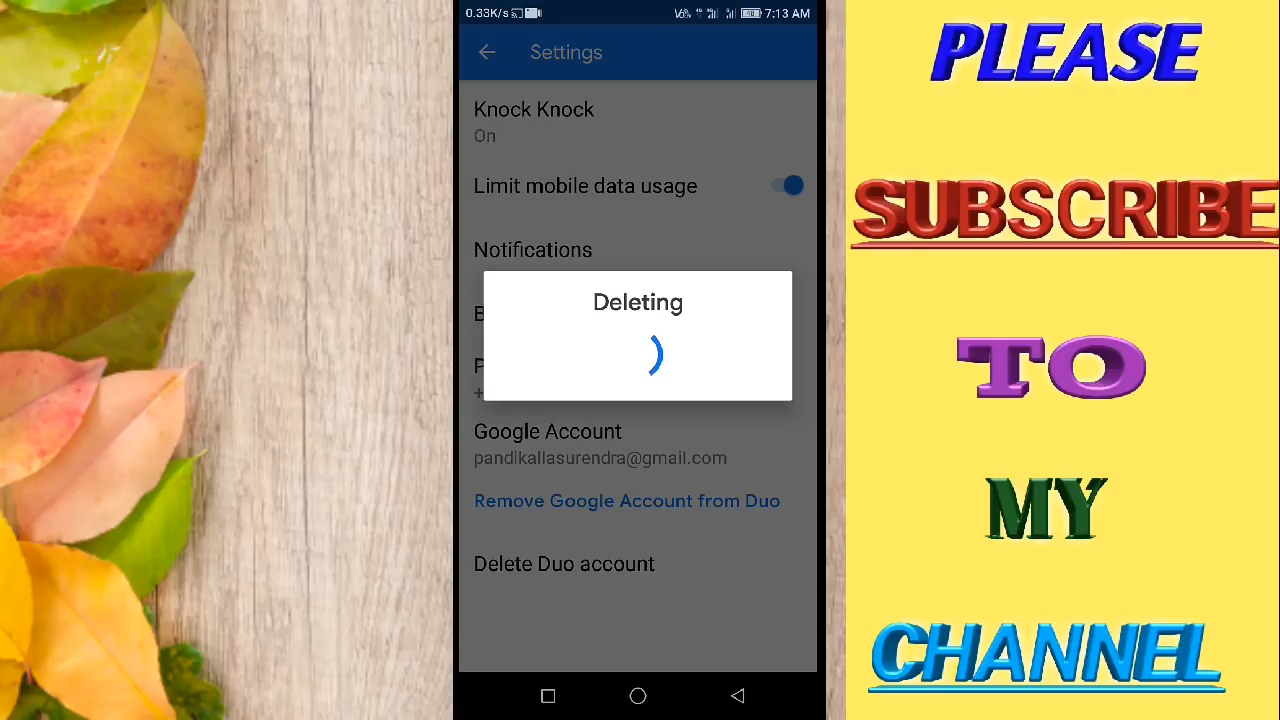 0.33K/s 7:13 AM
Settings
Knock Knock
On
Limit mobile data usage
Notifications
Deleting
Google Account
pandikallasurendra@gmail.com
Remove Google Account from Duo
Delete Duo account
PLEASE
SUBSCRIBE
TO
MY
CHANNEL